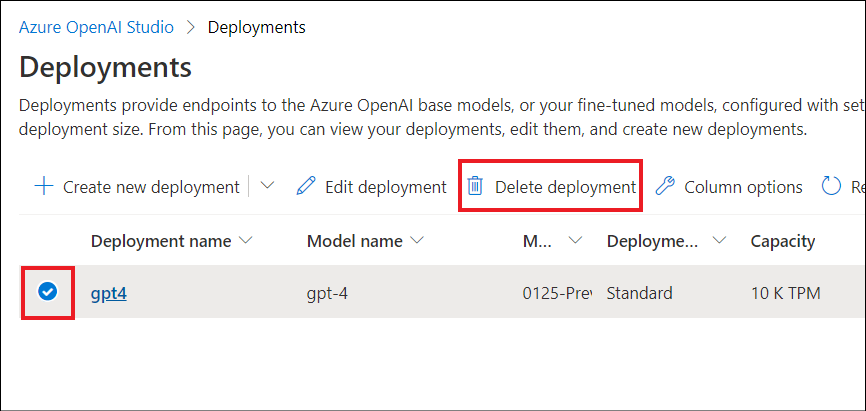 Azure OpenAI Studio > Deployments
Deployments
Deployments provide endpoints to the Azure OpenAI base models, or your fine-tuned models, configured with set
deployment size. From this page, you can view your deployments, edit them, and create new deployments.
Create new deployment Edit deployment Delete deployment Column options Re
Deployment name Model name M... Deployme... Capacity
gpt4 gpt-4 0125-Prev Standard 10 K TPM